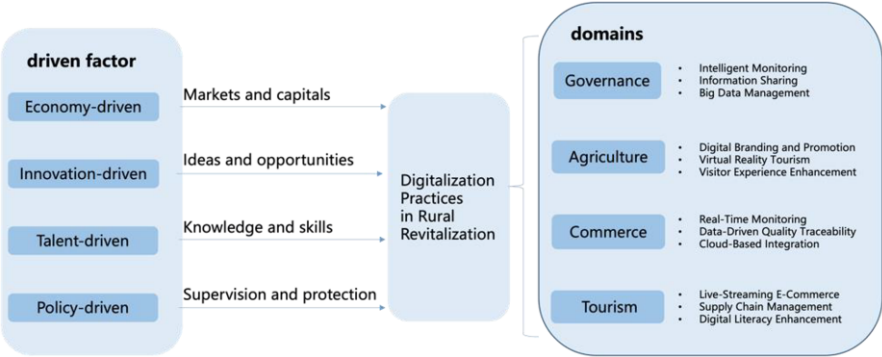 driven factor
Economy-driven
Innovation-driven
Talent-driven
Policy-driven
Markets and capitals
Ideas and opportunities
Knowledge and skills
Supervision and protection
Digitalization
Practices
in Rural
Revitalization
domains
Governance
• Intelligent Monitoring
• Information Sharing
• Big Data Management
Agriculture
• Digital Branding and Promotion
• Virtual Reality Tourism
• Visitor Experience Enhancement
Commerce
• Real-Time Monitoring
• Data-Driven Quality Traceability
• Cloud-Based Integration
Tourism
• Live-Streaming E-Commerce
• Supply Chain Management
• Digital Literacy Enhancement